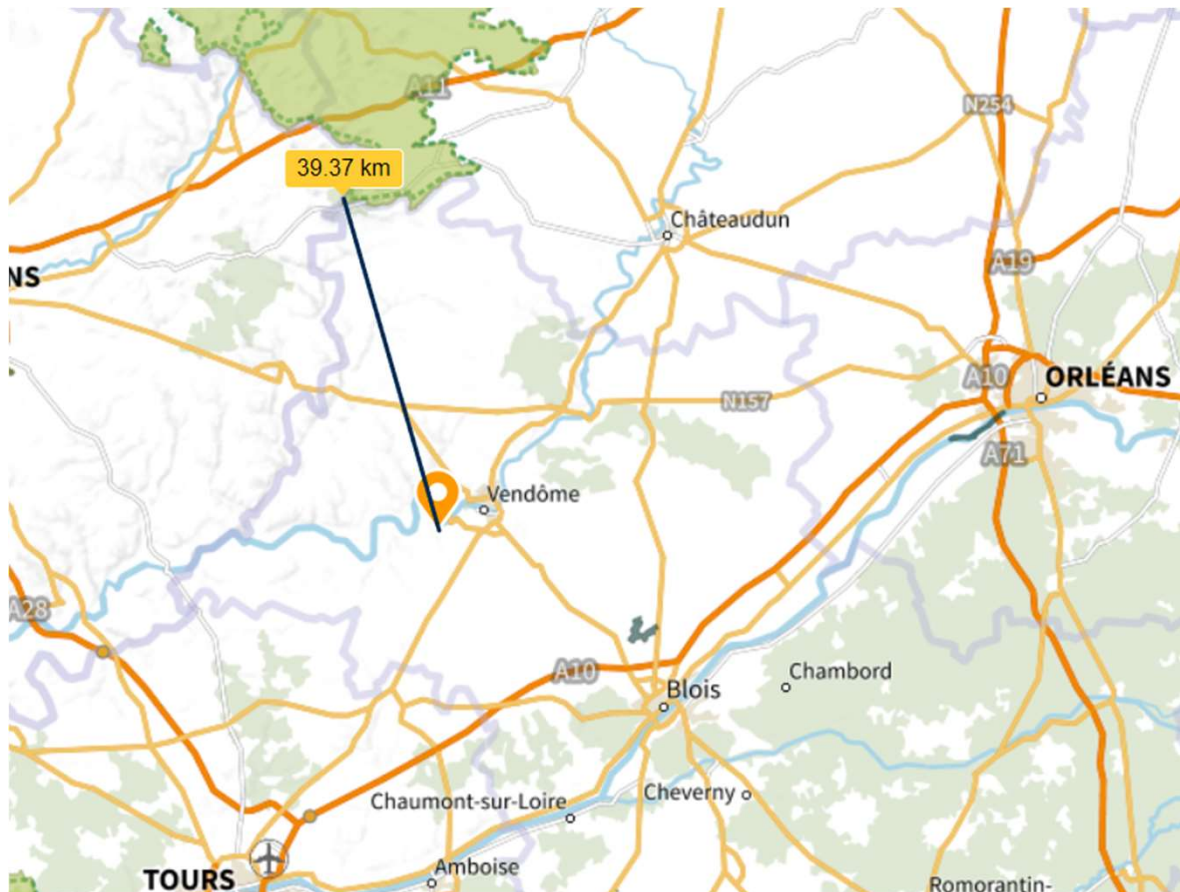 A11
N254
39.37 km
Châteaudun
A19
NS
A10
ORLÉANS
N157
A71
Vendôme
A28
A10
Chambord
Blois
Cheverny
Chaumont-sur-Loire
Amboise
TOURS
Romorantin-